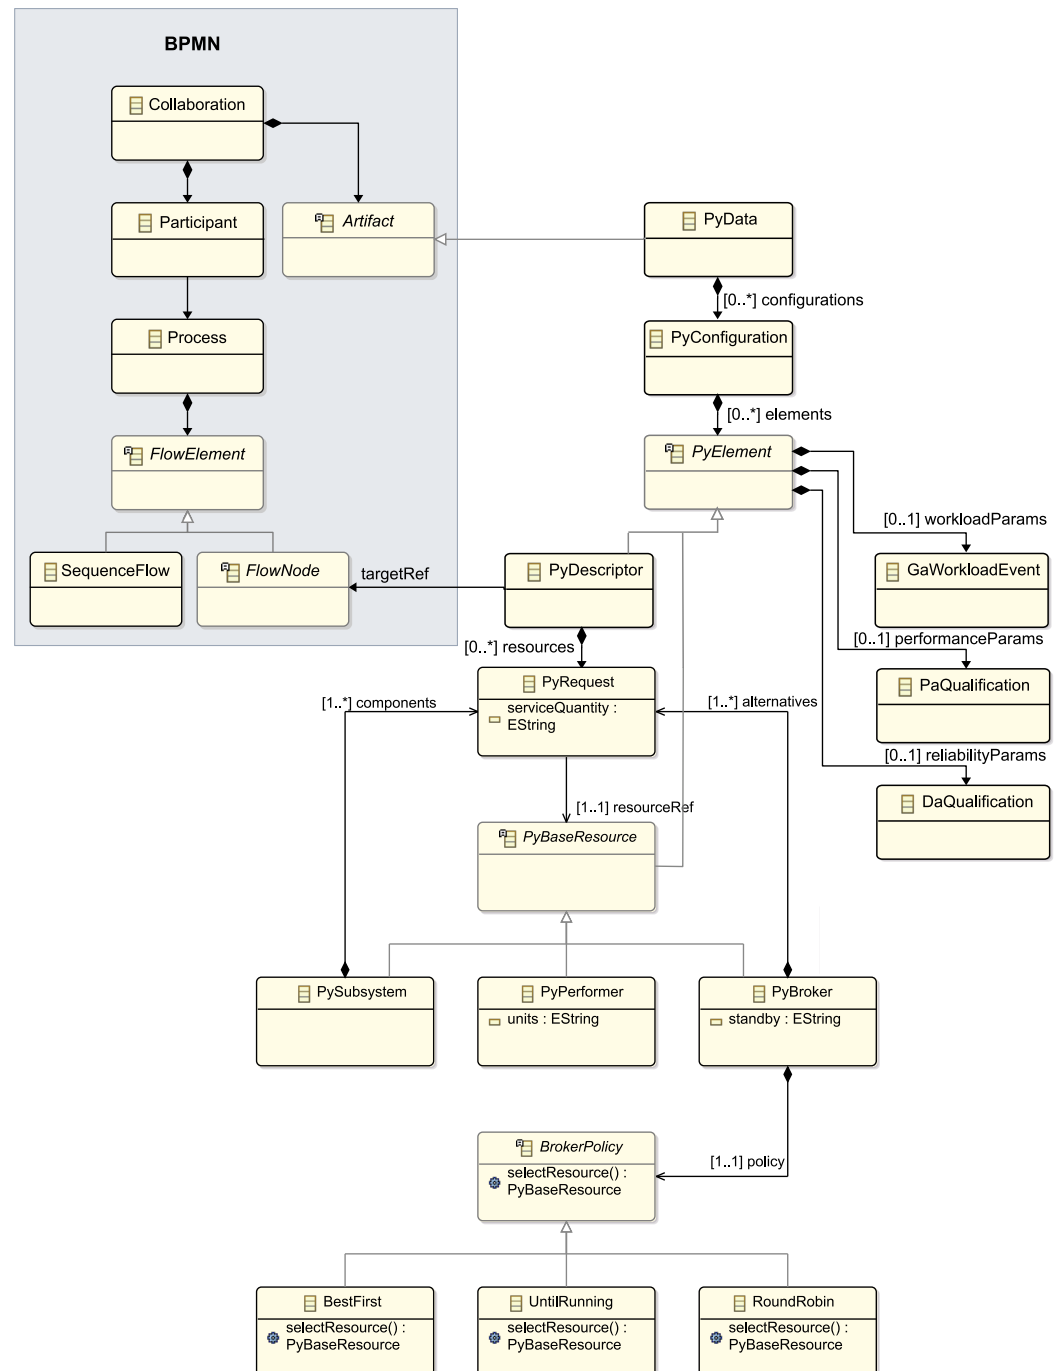 BPMN
Collaboration
Participant
Artifact
PyData
[0..*] configurations
Process
PyConfiguration
[0..*] elements
FlowElement
PyElement
[0..1] workloadParams
SequenceFlow
FlowNode
targetRef
PyDescriptor
GaWorkloadEvent
[0..*] resources
[0..1] performanceParams
PyRequest
serviceQuantity :
EString
[1..*] components
[1..*] alternatives
PaQualification
[0..1] reliabilityParams
DaQualification
[1..1] resourceRef
PyBaseResource
PySubsystem
PyPerformer
units : EString
PyBroker
standby : EString
BrokerPolicy
selectResource() :
PyBaseResource
[1..1] policy
BestFirst
selectResource() :
PyBaseResource
UntilRunning
selectResource() :
PyBaseResource
RoundRobin
selectResource() :
PyBaseResource